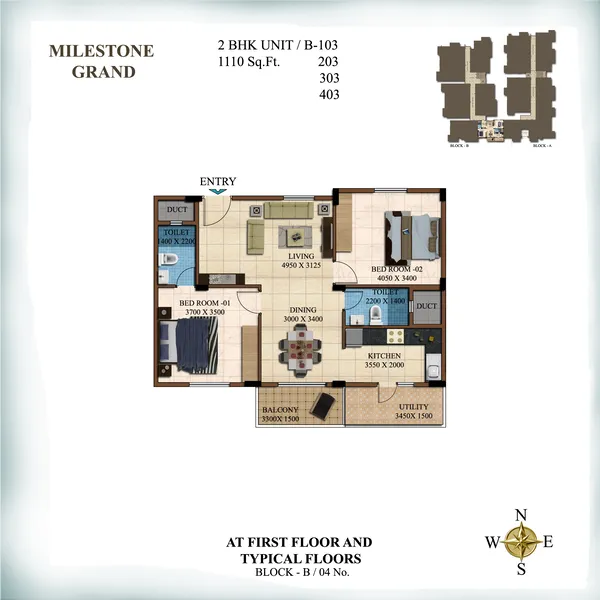 MILESTONE
GRAND
2 BHK UNIT / B-103
1110 Sq.Ft. 203
303
403
BLOCK - B
BLOCK - A
ENTRY
DUCT
TOILET
1400 X 2200
LIVING
4950 X 3125
BED ROOM -02
4050 X 3400
TOILET
2200 X 1400
DUCT
BED ROOM -01
3700 X 3500
DINING
3000 X 3400
KITCHEN
3550 X 2000
BALCONY
3300X 1500
UTILITY
3450X 1500
N
W E
S
AT FIRST FLOOR AND
TYPICAL FLOORS
BLOCK - B / 04 No.